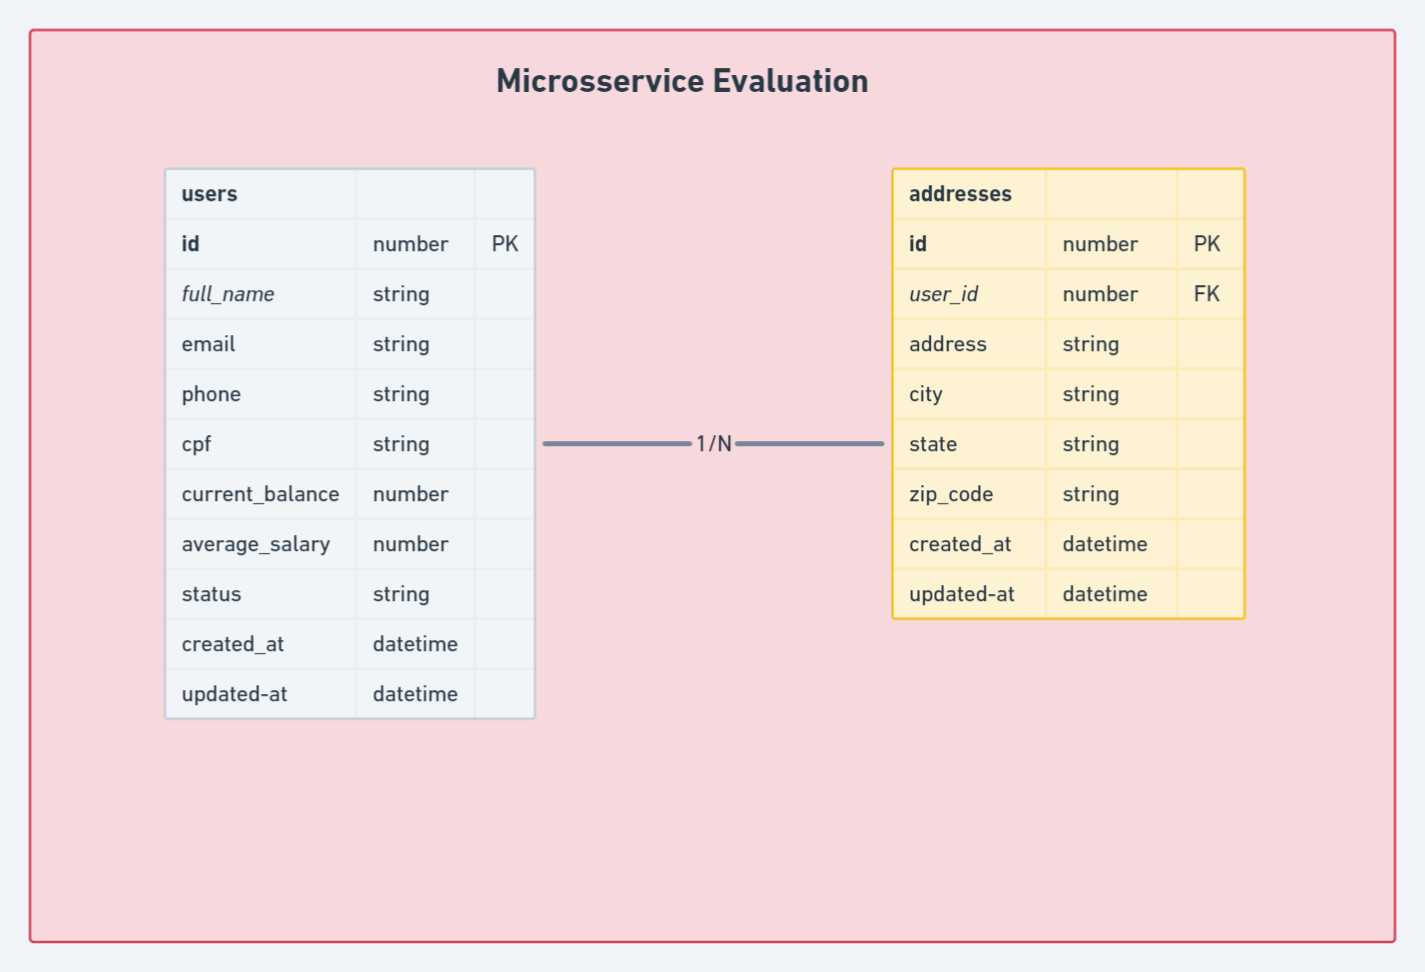 Microsservice Evaluation
users
id number PK
full_name string
email string
phone string
cpf string
current_balance number
average_salary number
status string
created_at datetime
updated-at datetime
1/N
addresses
id number PK
user_id number FK
address string
city string
state string
zip_code string
created_at datetime
updated-at datetime